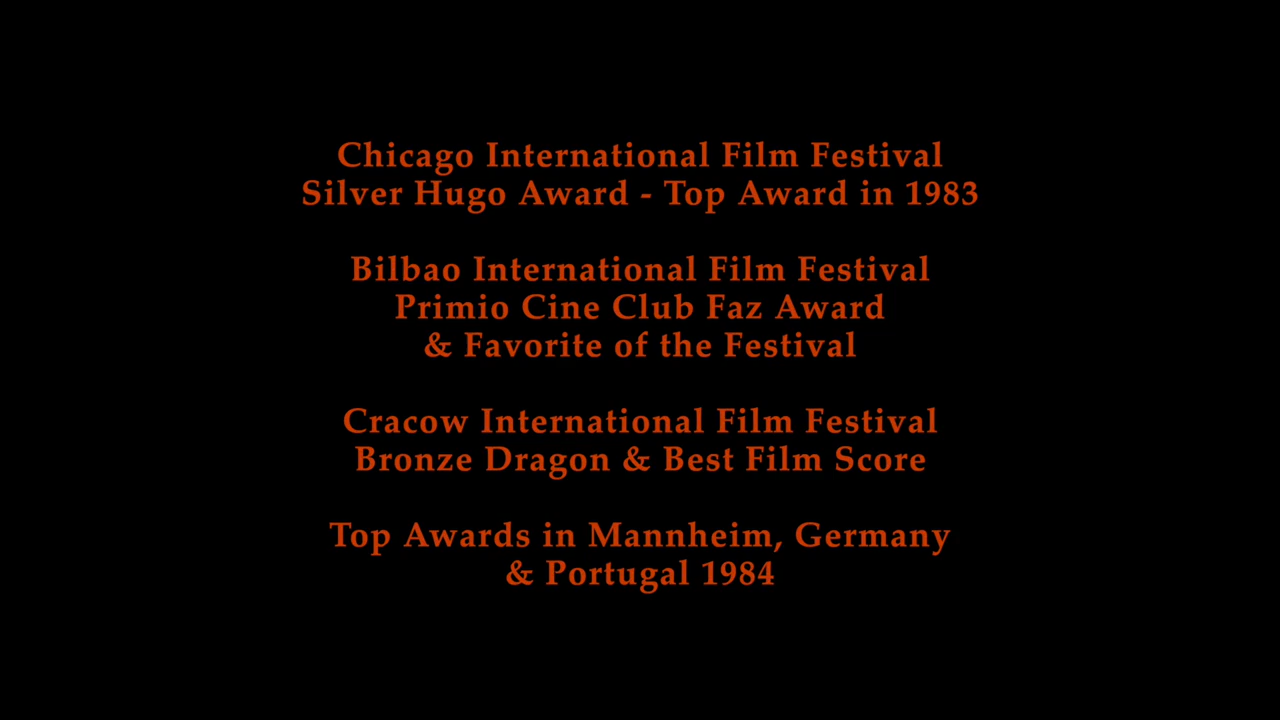 Chicago International Film Festival
Silver Hugo Award - Top Award in 1983
Bilbao International Film Festival
Primio Cine Club Faz Award
& Favorite of the Festival
Cracow International Film Festival
Bronze Dragon & Best Film Score
Top Awards in Mannheim, Germany
& Portugal 1984